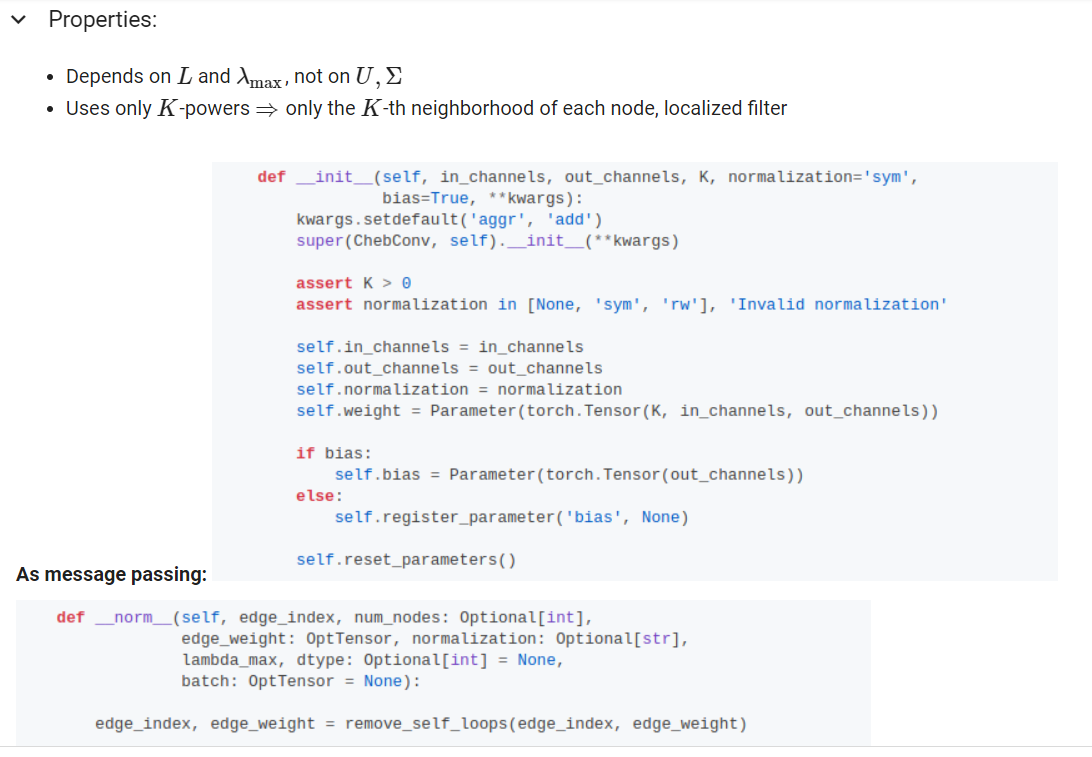 Properties:
• Depends on L and λmax, not on U, Σ
• Uses only K-powers ⇒ only the K-th neighborhood of each node, localized filter
def __init__(self, in_channels, out_channels, K, normalization='sym',
             bias=True, **kwargs):
    kwargs.setdefault('aggr', 'add')
    super(ChebConv, self).__init__(**kwargs)
    assert K > 0
    assert normalization in [None, 'sym', 'rw'], 'Invalid normalization'
    self.in_channels = in_channels
    self.out_channels = out_channels
    self.normalization = normalization
    self.weight = Parameter(torch.Tensor(K, in_channels, out_channels))
    if bias:
        self.bias = Parameter(torch.Tensor(out_channels))
    else:
        self.register_parameter('bias', None)
    self.reset_parameters()
As message passing:
def __norm__(self, edge_index, num_nodes: Optional[int],
             edge_weight: OptTensor, normalization: Optional[str],
             lambda_max, dtype: Optional[int] = None,
             batch: OptTensor = None):
    edge_index, edge_weight = remove_self_loops(edge_index, edge_weight)